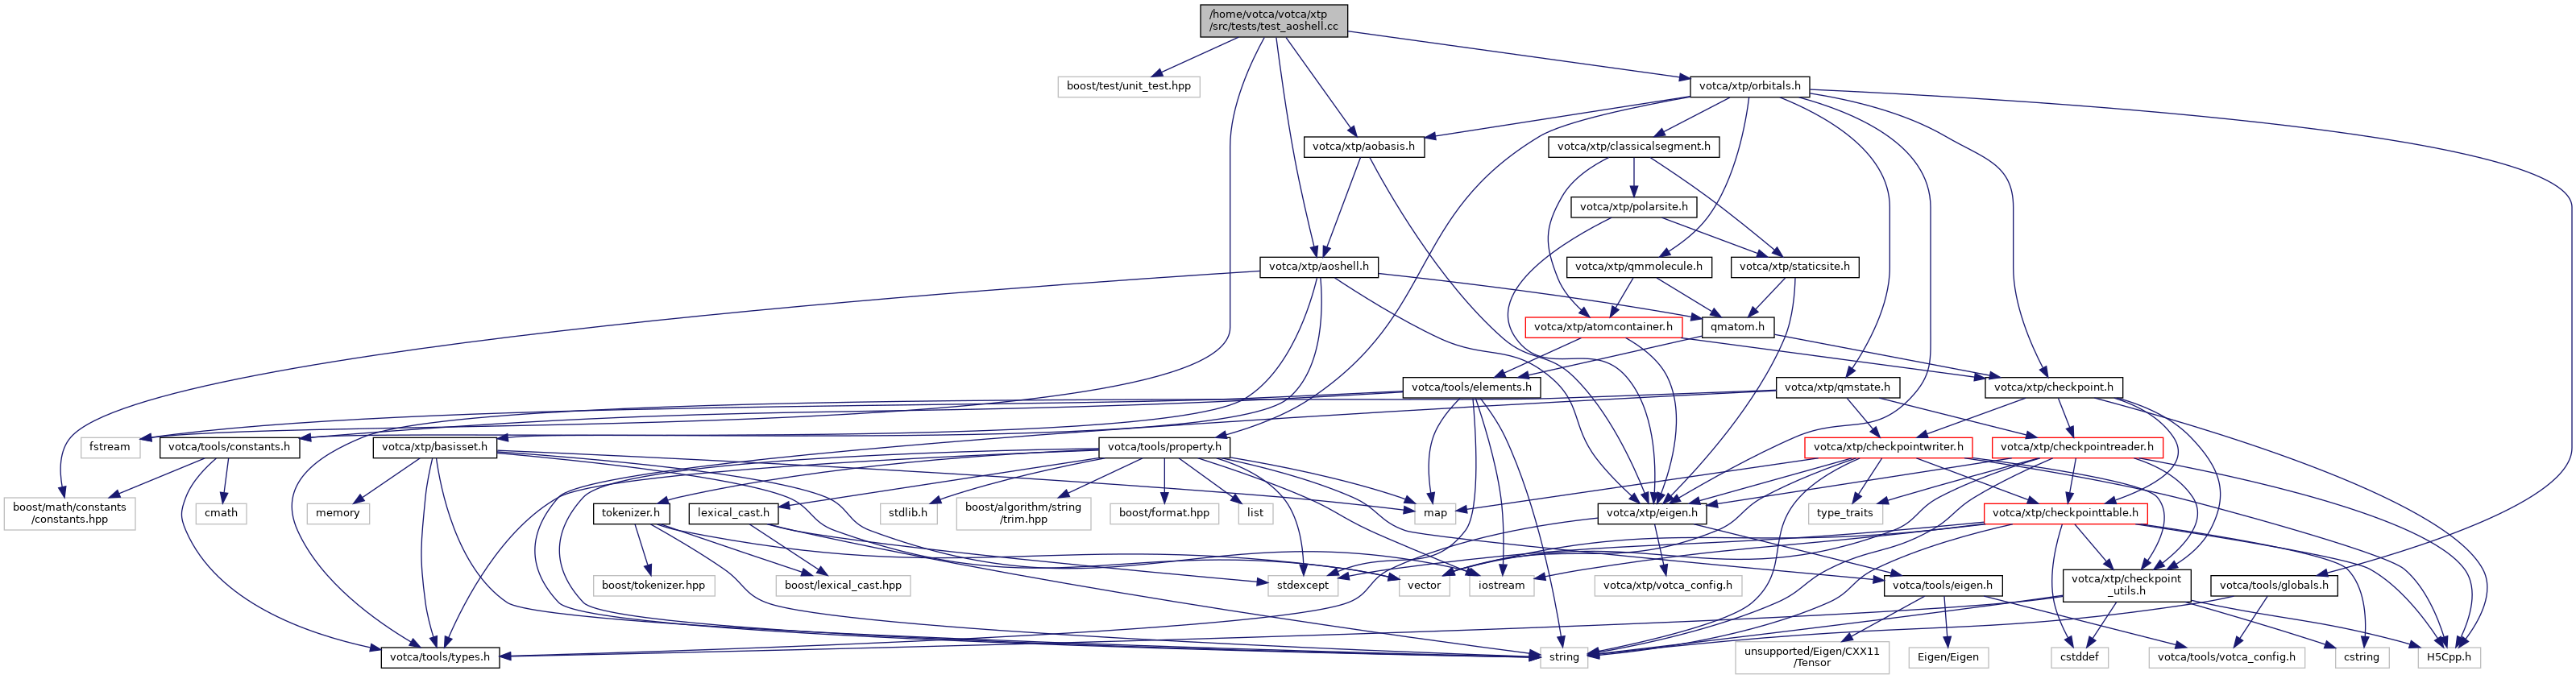 /home/votca/votca/xtp
/src/tests/test_aoshell.cc
boost/test/unit_test.hpp
votca/xtp/orbitals.h
votca/xtp/aobasis.h
votca/xtp/classicalsegment.h
votca/xtp/polarsite.h
votca/xtp/aoshell.h
votca/xtp/qmmolecule.h
votca/xtp/staticsite.h
votca/xtp/atomcontainer.h
qmatom.h
votca/tools/elements.h
votca/xtp/qmstate.h
votca/xtp/checkpoint.h
fstream
votca/tools/constants.h
votca/xtp/basisset.h
votca/tools/property.h
votca/xtp/checkpointwriter.h
votca/xtp/checkpointreader.h
boost/math/constants
/constants.hpp
cmath
memory
tokenizer.h
lexical_cast.h
stdlib.h
boost/algorithm/string
/trim.hpp
boost/format.hpp
list
map
votca/xtp/eigen.h
type_traits
votca/xtp/checkpointtable.h
boost/tokenizer.hpp
boost/lexical_cast.hpp
stdexcept
vector
iostream
votca/xtp/votca_config.h
votca/tools/eigen.h
votca/xtp/checkpoint
_utils.h
votca/tools/globals.h
votca/tools/types.h
string
unsupported/Eigen/CXX11
/Tensor
Eigen/Eigen
cstddef
votca/tools/votca_config.h
cstring
H5Cpp.h